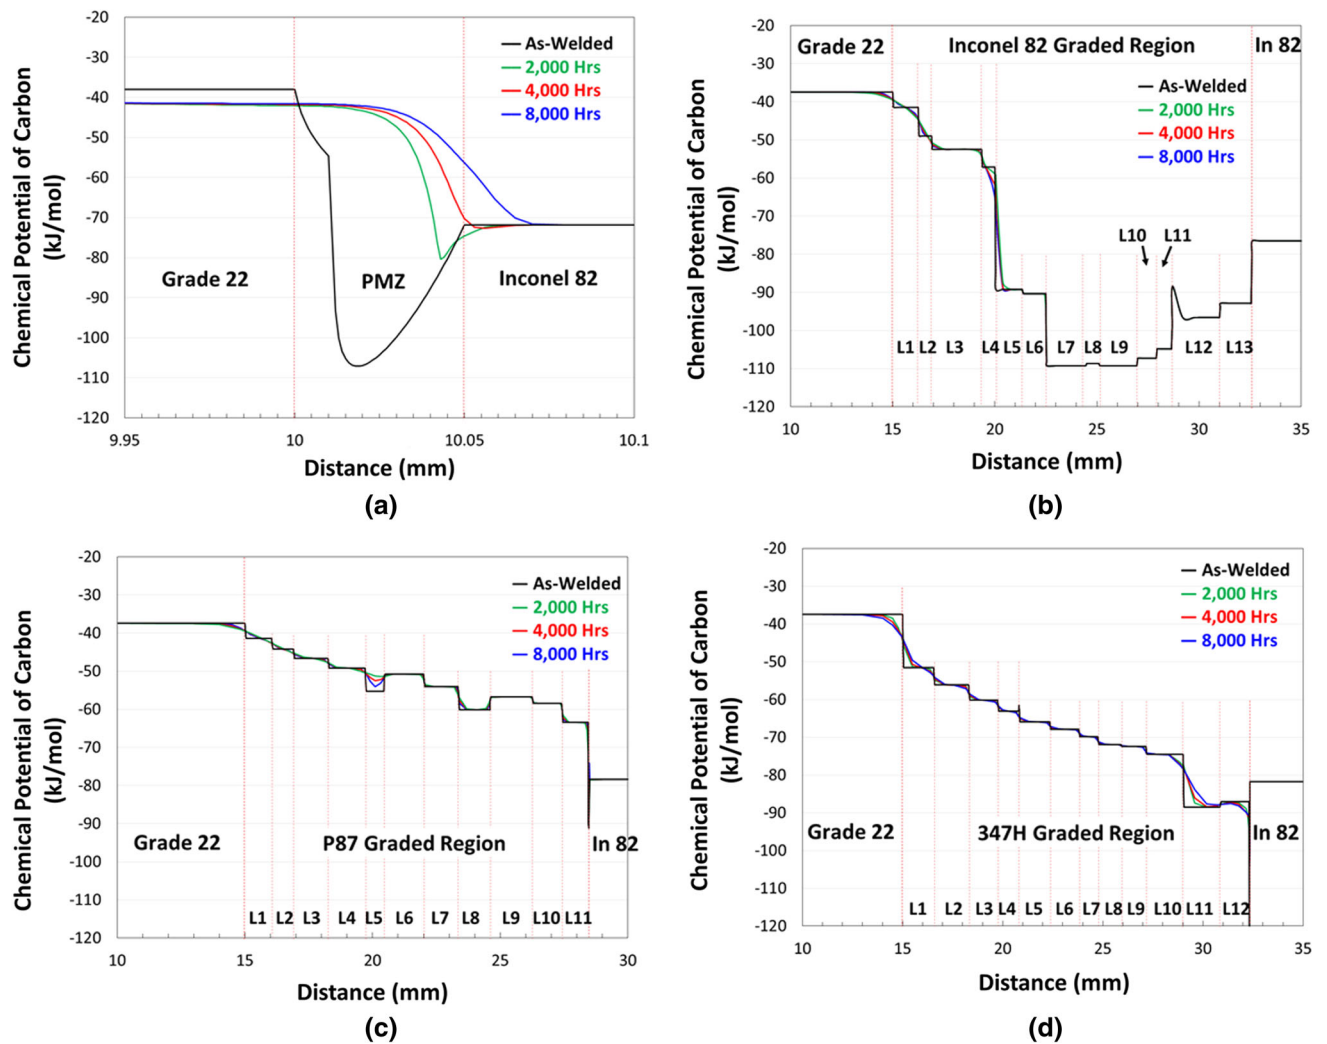 Chemical Potential of Carbon
(kJ/mol)
-20
-30
-40
-50
-60
-70
-80
-90
-100
-110
-120
As-Welded
2,000 Hrs
4,000 Hrs
8,000 Hrs
Grade 22
PMZ
Inconel 82
9.95
10
10.05
10.1
Distance (mm)
(a)
Chemical Potential of Carbon
(kJ/mol)
-20
-30
-40
-50
-60
-70
-80
-90
-100
-110
-120
Grade 22
Inconel 82 Graded Region
In 82
As-Welded
2,000 Hrs
4,000 Hrs
8,000 Hrs
L10
L11
L1
L2
L3
L4
L5
L6
L7
L8
L9
L12
L13
10
15
20
25
30
35
Distance (mm)
(b)
Chemical Potential of Carbon
(kJ/mol)
-20
-30
-40
-50
-60
-70
-80
-90
-100
-110
-120
As-Welded
2,000 Hrs
4,000 Hrs
8,000 Hrs
Grade 22
P87 Graded Region
In 82
L1
L2
L3
L4
L5
L6
L7
L8
L9
L10
L11
10
15
20
25
30
Distance (mm)
(c)
Chemical Potential of Carbon
(kJ/mol)
-20
-30
-40
-50
-60
-70
-80
-90
-100
-110
-120
As-Welded
2,000 Hrs
4,000 Hrs
8,000 Hrs
Grade 22
347H Graded Region
In 82
L1
L2
L3
L4
L5
L6
L7
L8
L9
L10
L11
L12
10
15
20
25
30
35
Distance (mm)
(d)